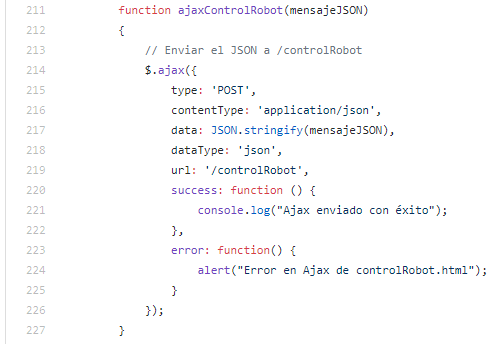 211 function ajaxControlRobot(mensajeJSON)
212 {
213 // Enviar el JSON a /controlRobot
214 $.ajax({
215 type: 'POST',
216 contentType: 'application/json',
217 data: JSON.stringify(mensajeJSON),
218 dataType: 'json',
219 url: '/controlRobot',
220 success: function () {
221 console.log("Ajax enviado con éxito");
222 },
223 error: function() {
224 alert("Error en Ajax de controlRobot.html");
225 }
226 });
227 }